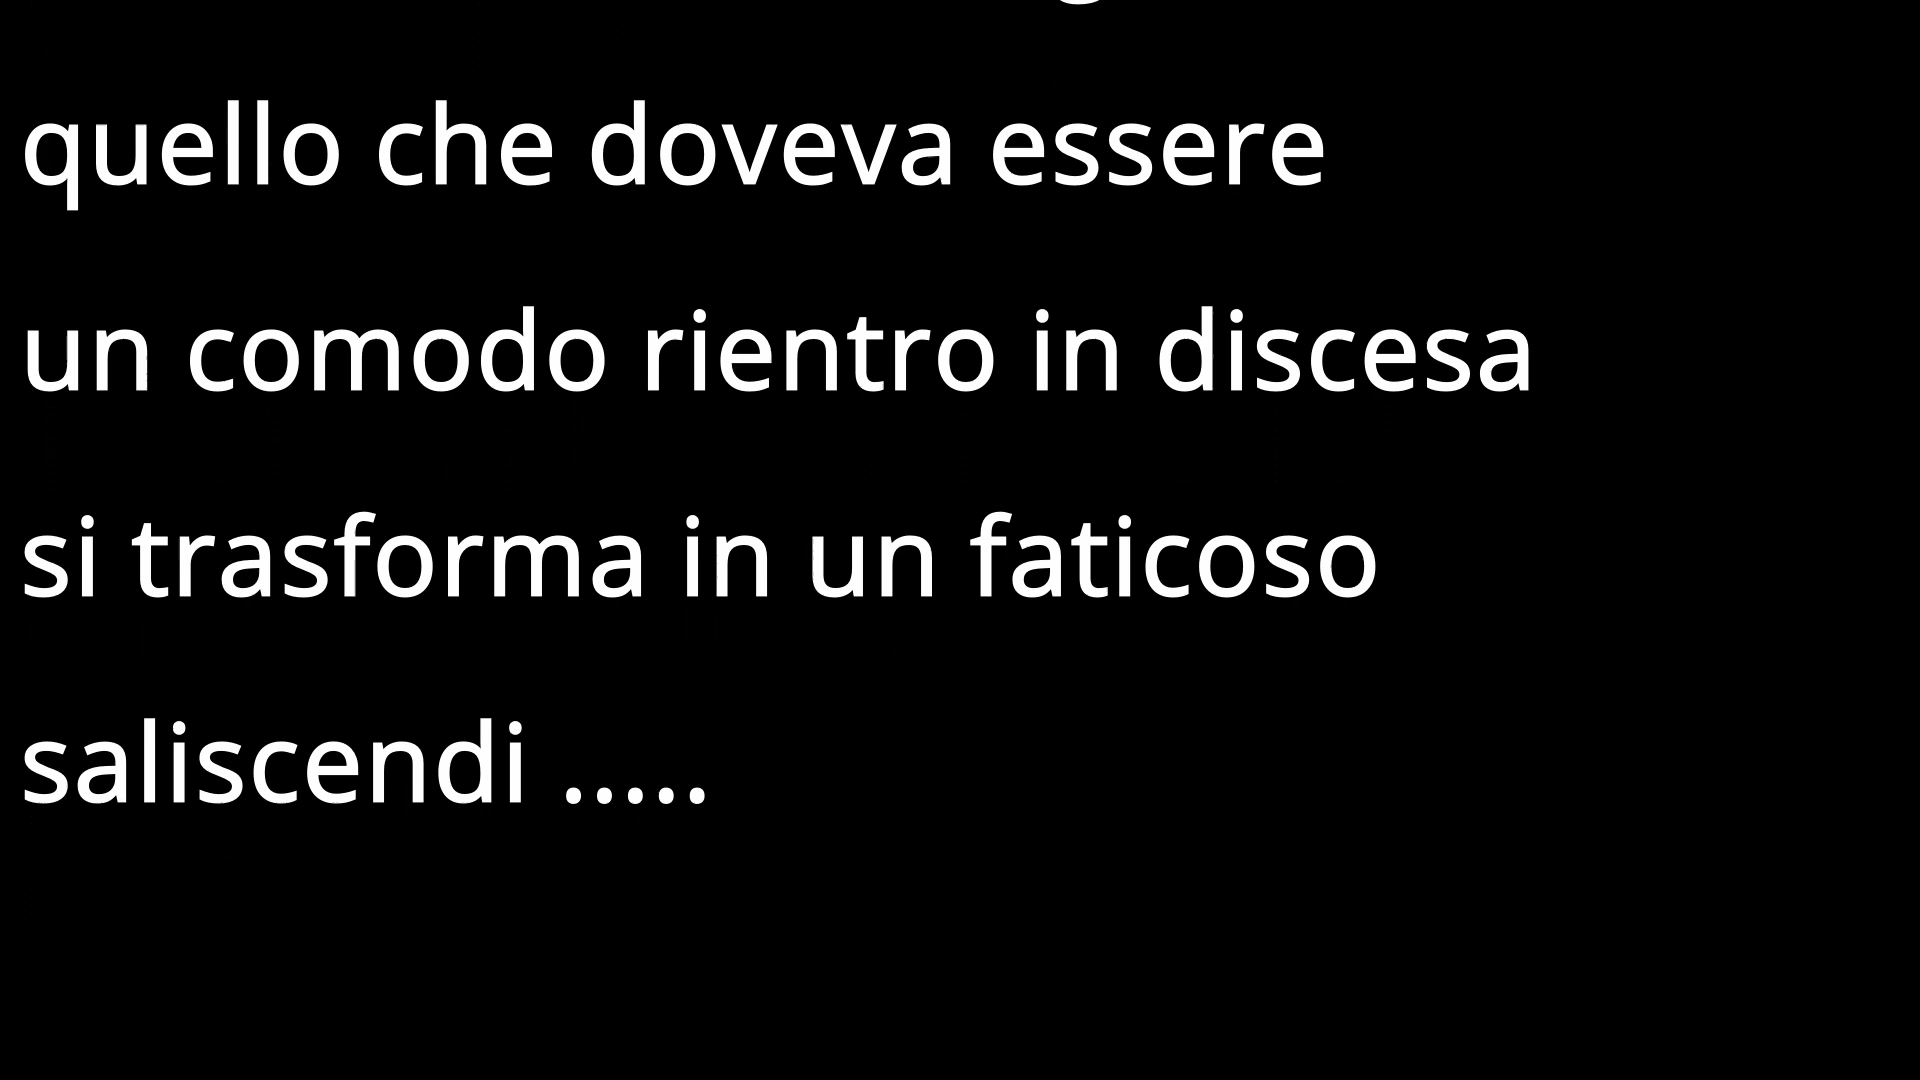 quello che doveva essere
un comodo rientro in discesa
si trasforma in un faticoso
saliscendi .....